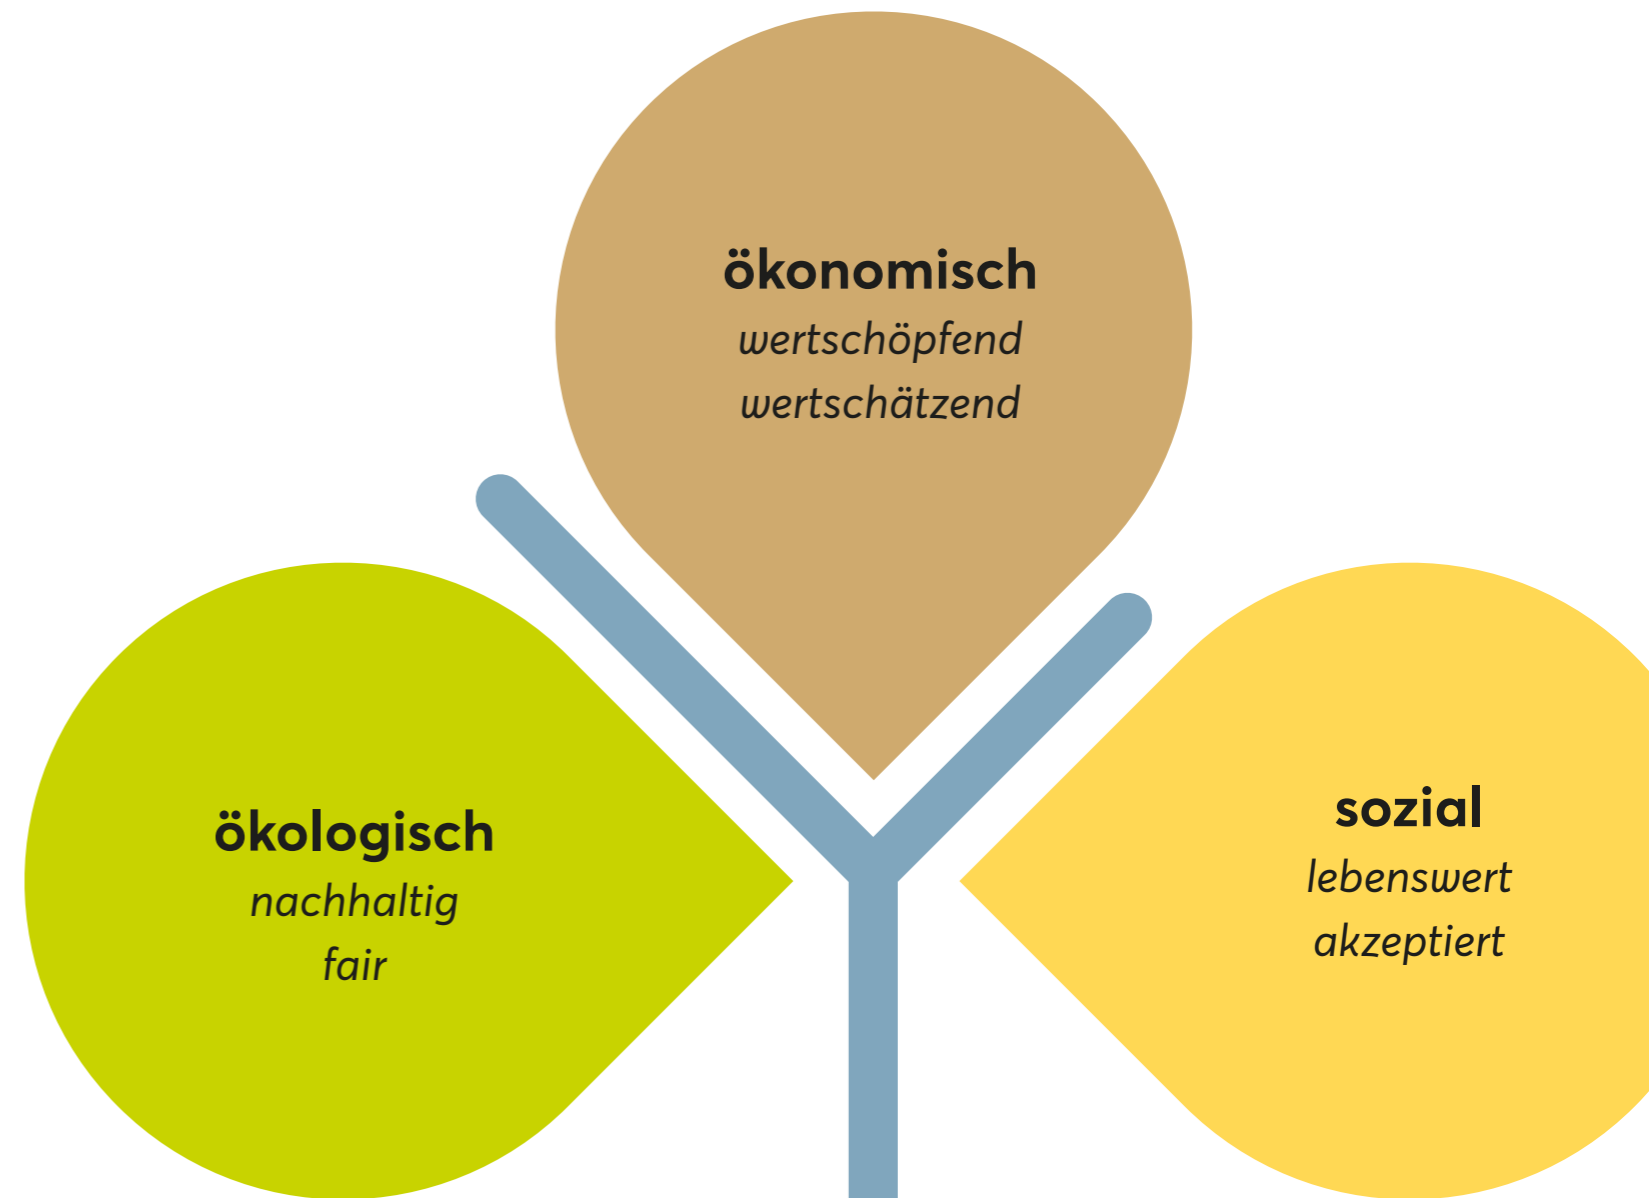 ökonomisch
wertschöpfend
wertschätzend
ökologisch
nachhaltig
fair
sozial
lebenswert
akzeptiert